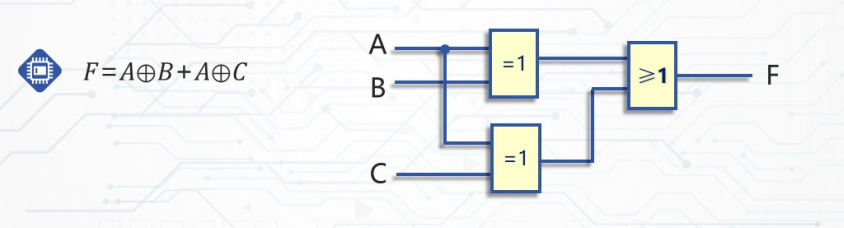 F=A⊕B+A⊕C
A
B
C
=1
=1
≥1
F